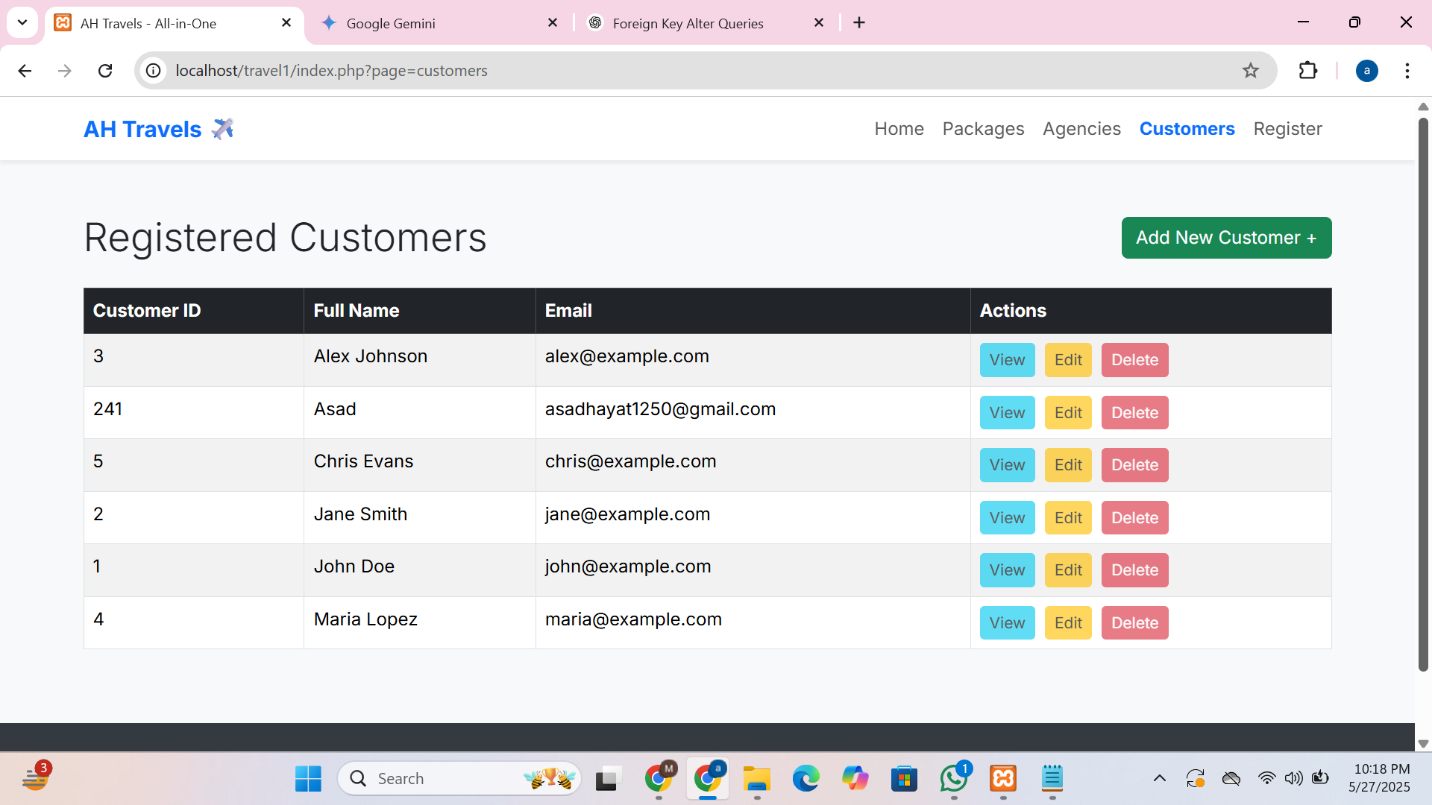 AH Travels - All-in-One
Google Gemini
Foreign Key Alter Queries
localhost/travel1/index.php?page=customers
a
AH Travels
Home Packages Agencies Customers Register
Registered Customers
Add New Customer +
Customer ID Full Name Email Actions
3 Alex Johnson alex@example.com View Edit Delete
241 Asad asadhayat1250@gmail.com View Edit Delete
5 Chris Evans chris@example.com View Edit Delete
2 Jane Smith jane@example.com View Edit Delete
1 John Doe john@example.com View Edit Delete
4 Maria Lopez maria@example.com View Edit Delete
3
Search
M
a
1
10:18 PM
5/27/2025